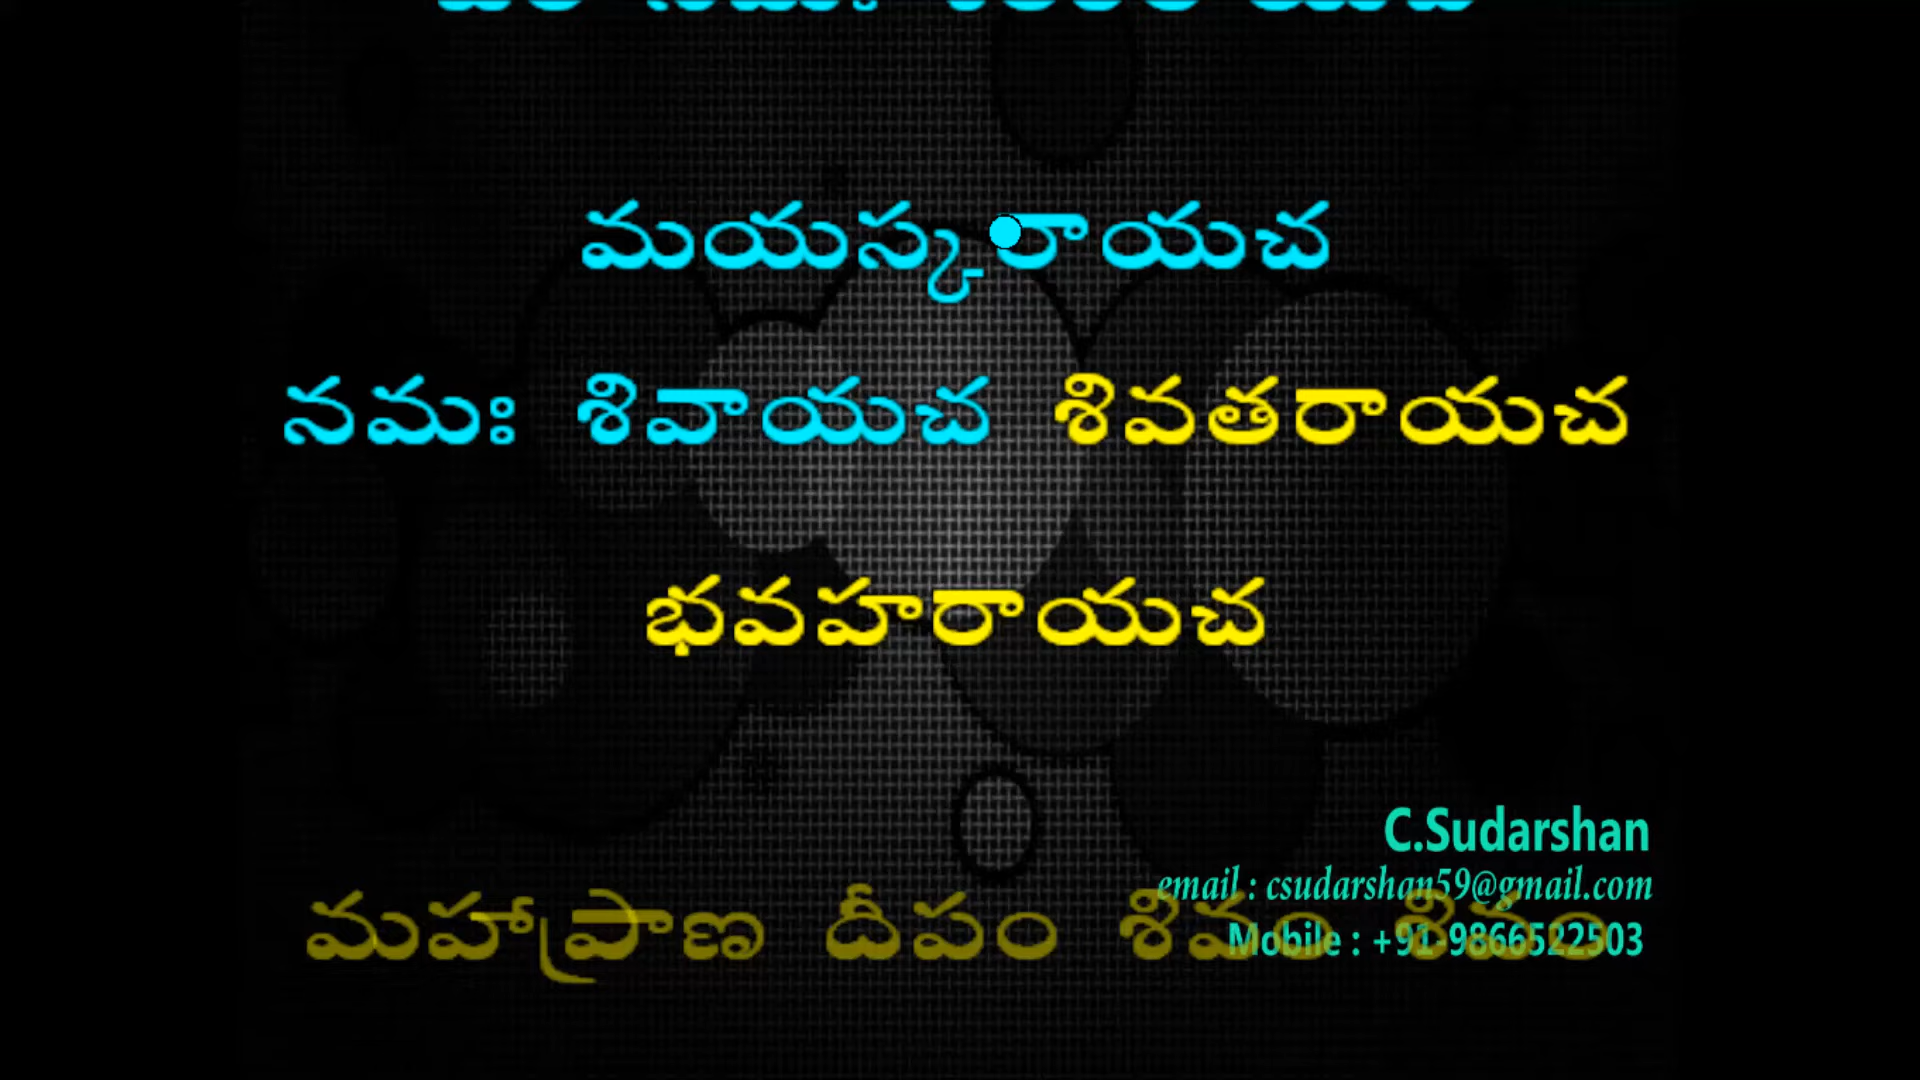 మయస్కరాయచ
నమః శివాయచ శివతరాయచ
భవహరాయచ
C.Sudarshan
email : csudarshan59@gmail.com
మహాప్రాణ దీపం శివం శివం
Mobile : +91-9866522503